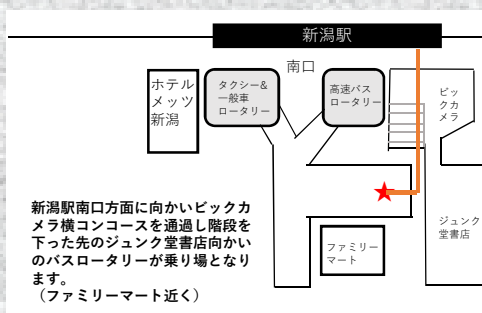 新潟駅
南口
ホテル
メッツ
新潟
タクシー&
一般車
ロータリー
高速バス
ロータリー
ビッ
クカ
メラ
ジュンク
堂書店
ファミリー
マート
新潟駅南口方面に向かいビックカ
メラ横コンコースを通過し階段を
下った先のジュンク堂書店向かい
のバスロータリーが乗り場となり
ます。
（ファミリーマート近く）